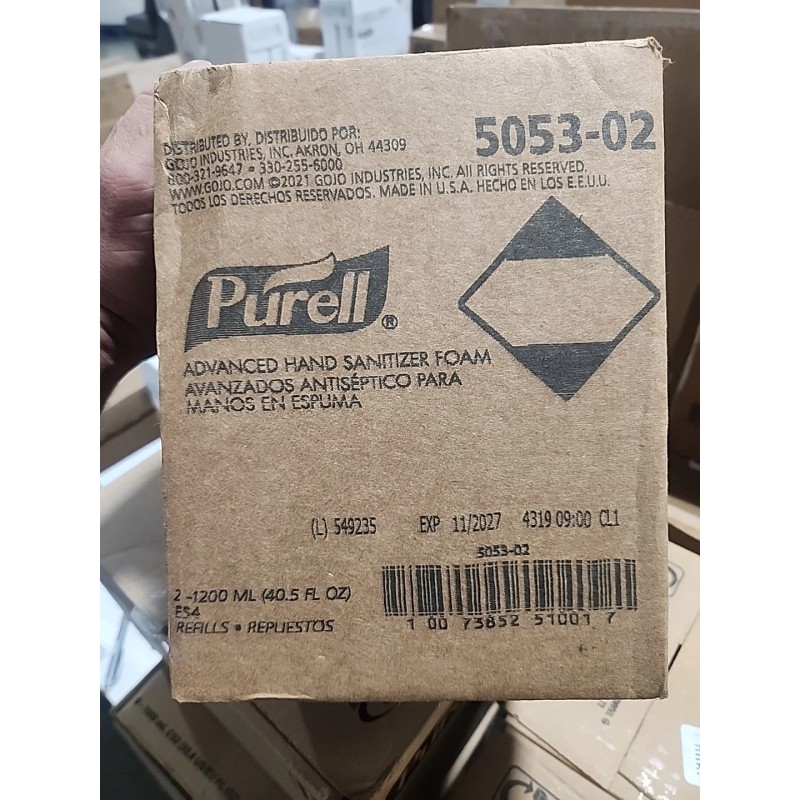 DISTRIBUTED BY. DISTRIBUIDO POR:
GOJO INDUSTRIES, INC. AKRON, OH 44309
800-321-9647 • 330-255-6000
WWW.GOJO.COM ©2021 GOJO INDUSTRIES, INC. All RIGHTS RESERVED.
TODOS LOS DERECHOS RESERVADOS. MADE IN U.S.A. HECHO EN LOS E.E.U.U.
5053-02
Purell®
ADVANCED HAND SANITIZER FOAM
AVANZADOS ANTISÉPTICO PARA
MANOS EN ESPUMA
(L) 549235 EXP 11/2027 4319 09:00 CL1
5053-02
2 -1200 ML (40.5 FL OZ)
ES4
REFILLS • REPUESTOS
1 00 73852 51001 7